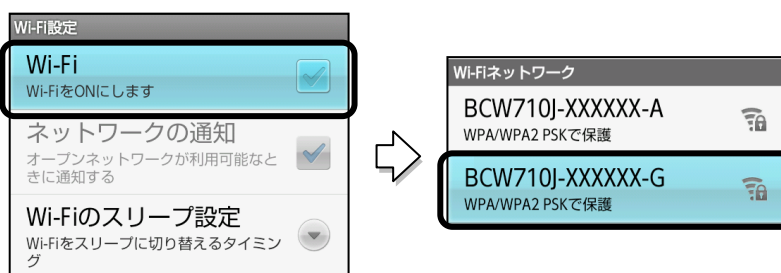 Wi-Fi設定
Wi-Fi
Wi-FiをONにします
ネットワークの通知
オープンネットワークが利用可能なと
きに通知する
Wi-Fiのスリープ設定
Wi-Fiをスリープに切り替えるタイミン
グ
Wi-Fiネットワーク
BCW710J-XXXXXX-A
WPA/WPA2 PSKで保護
BCW710J-XXXXXX-G
WPA/WPA2 PSKで保護